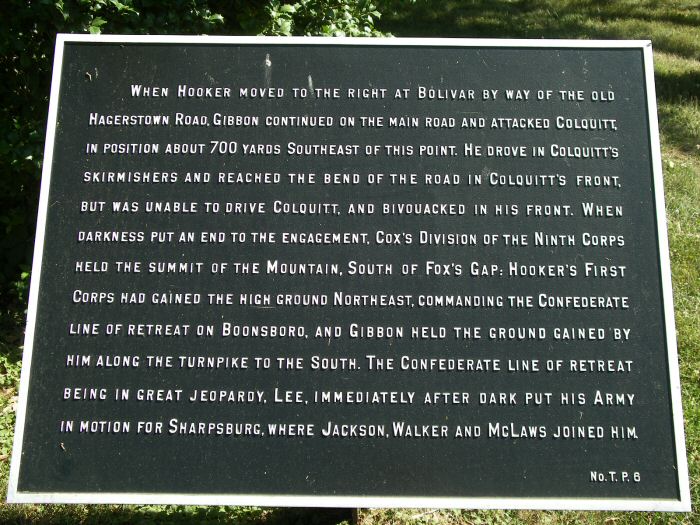 When Hooker moved to the right at Bolivar by way of the old
Hagerstown Road, Gibbon continued on the main road and attacked Colquitt,
in position about 700 yards Southeast of this point. He drove in Colquitt's
skirmishers and reached the bend of the road in Colquitt's front,
but was unable to drive Colquitt, and bivouacked in his front. When
darkness put an end to the engagement, Cox's Division of the Ninth Corps
held the summit of the Mountain, South of Fox's Gap: Hooker's First
Corps had gained the high ground Northeast, commanding the Confederate
line of retreat on Boonsboro, and Gibbon held the ground gained by
him along the turnpike to the South. The Confederate line of retreat
being in great jeopardy, Lee, immediately after dark put his Army
in motion for Sharpsburg, where Jackson, Walker and McLaws joined him.
No. T. P. 6